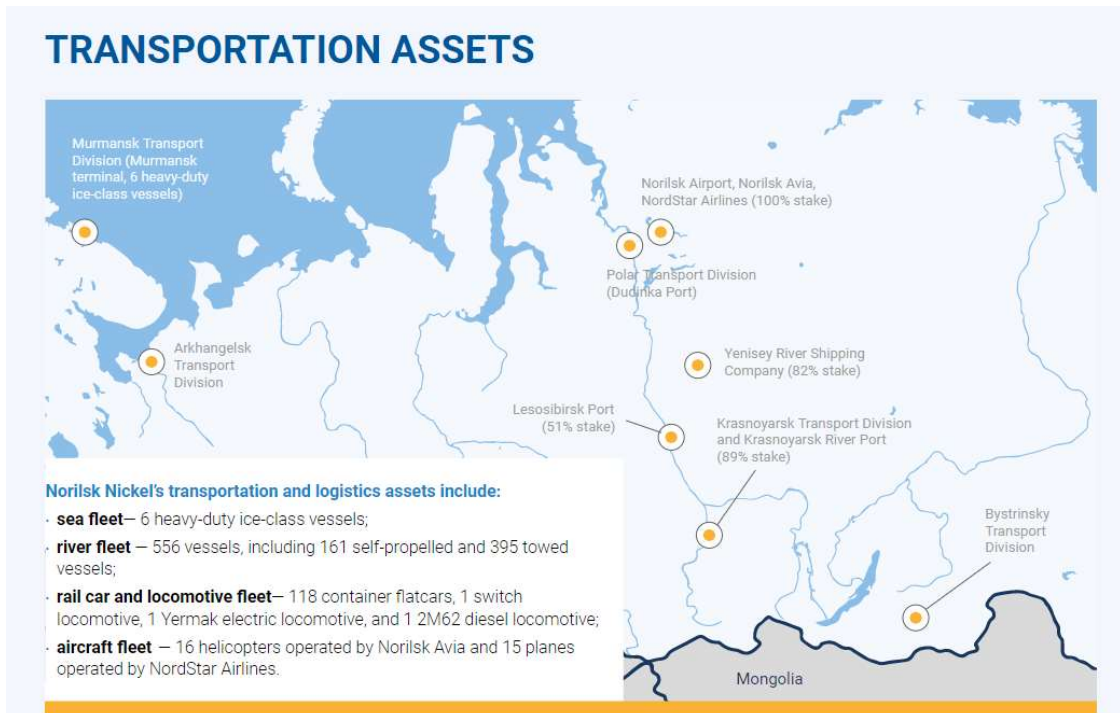 TRANSPORTATION ASSETS
Murmansk Transport
Division (Murmansk
terminal, 6 heavy-duty
ice-class vessels)
Norilsk Airport, Norilsk Avia,
NordStar Airlines (100% stake)
Polar Transport Division
(Dudinka Port)
Arkhangelsk
Transport
Division
Yenisey River Shipping
Company (82% stake)
Lesosibirsk Port
(51% stake)
Krasnoyarsk Transport Division
and Krasnoyarsk River Port
(89% stake)
Bystrinsky
Transport
Division
Mongolia
Norilsk Nickel’s transportation and logistics assets include:
· sea fleet— 6 heavy-duty ice-class vessels;
· river fleet — 556 vessels, including 161 self-propelled and 395 towed
vessels;
· rail car and locomotive fleet— 118 container flatcars, 1 switch
locomotive, 1 Yermak electric locomotive, and 1 2M62 diesel locomotive;
· aircraft fleet — 16 helicopters operated by Norilsk Avia and 15 planes
operated by NordStar Airlines.